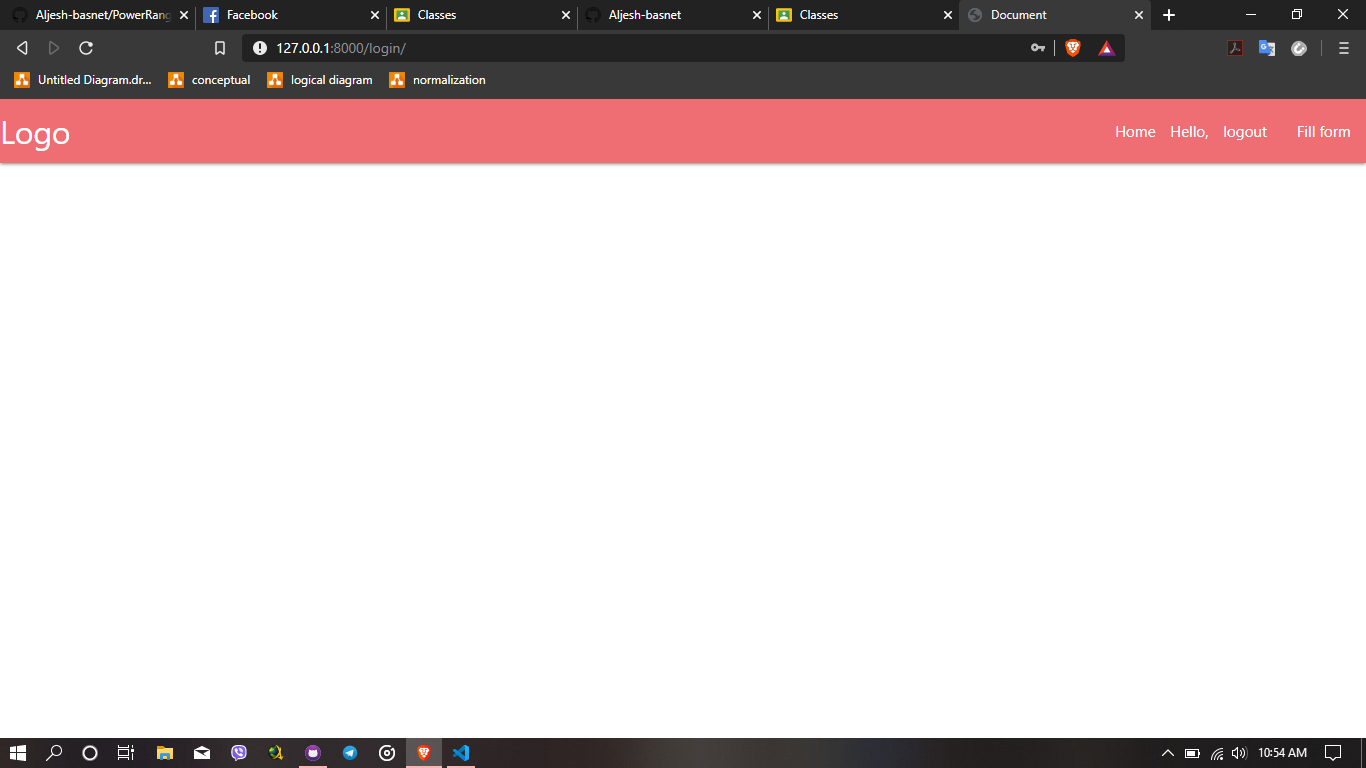 Aljesh-basnet/PowerRang
Facebook
Classes
Aljesh-basnet
Classes
Document
127.0.0.1:8000/login/
Untitled Diagram.dr...
conceptual
logical diagram
normalization
Logo
Home
Hello,
logout
Fill form
10:54 AM